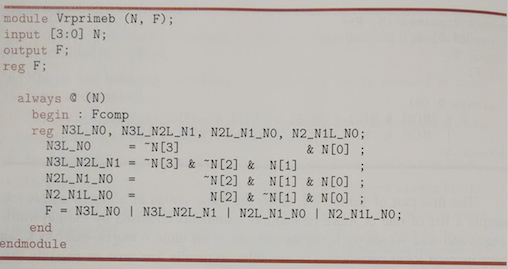 module Vrprimeb (N, F);
input [3:0] N;
output F;
reg F;
always @ (N)
begin : Fcomp
reg N3L_N0, N3L_N2L_N1, N2L_N1_N0, N2_N1L_N0;
N3L_N0 = ~N[3] & N[0] ;
N3L_N2L_N1 = ~N[3] & ~N[2] & N[1] ;
N2L_N1_N0 = ~N[2] & N[1] & N[0] ;
N2_N1L_N0 = N[2] & ~N[1] & N[0] ;
F = N3L_N0 | N3L_N2L_N1 | N2L_N1_N0 | N2_N1L_N0;
end
endmodule